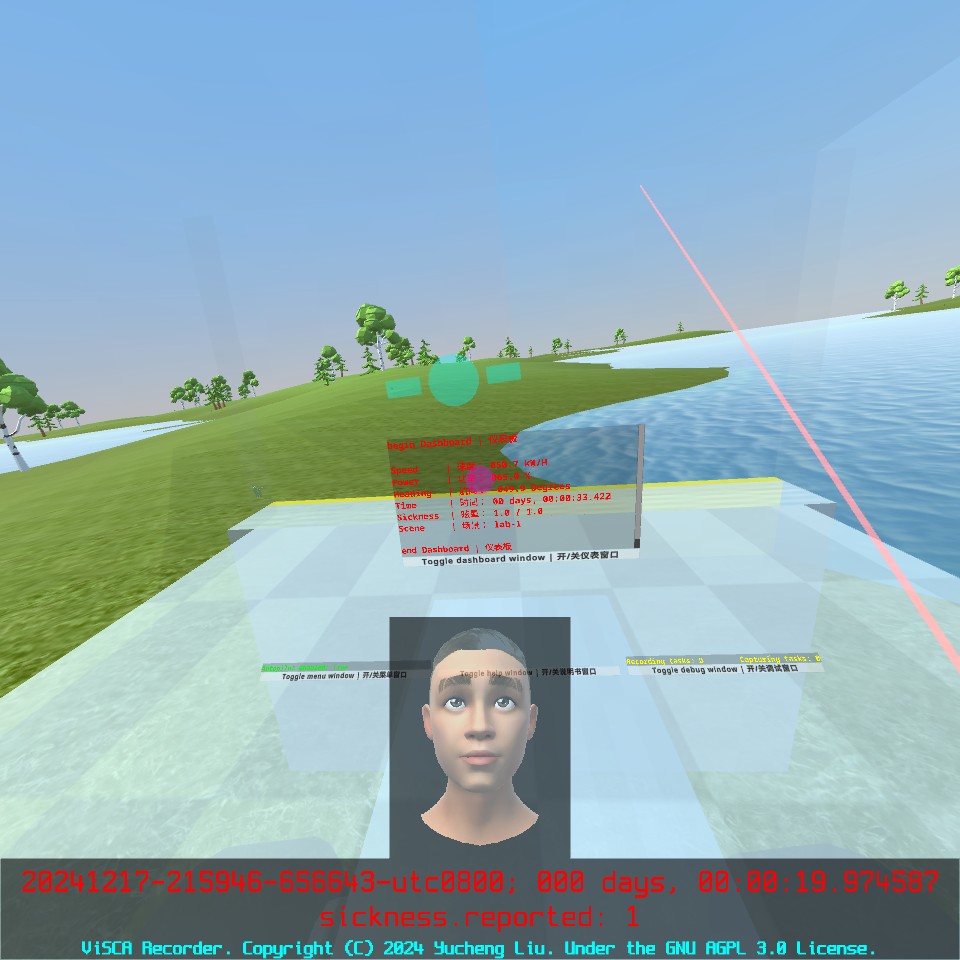 begin Dashboard | 仪表板
Speed | 速度: km/H
Power |
Heading | Degrees
Time | 时间: 00 days, 00:00:33.422
Sickness | 眩晕: 1.0 / 1.0
Scene | 场景: lab-1
end Dashboard | 仪表板
Toggle dashboard window | 开/关仪表窗口
Recording tasks: 0 Capturing tasks: 0
Toggle menu window | 开/关菜单窗口
Toggle help window | 开/关说明书窗口
Toggle debug window | 开/关调试窗口
20241217-215946-656643-utc0800; 000 days, 00:00:19.974587
sickness.reported: 1
ViSCA Recorder. Copyright (C) 2024 Yucheng Liu. Under the GNU AGPL 3.0 License.